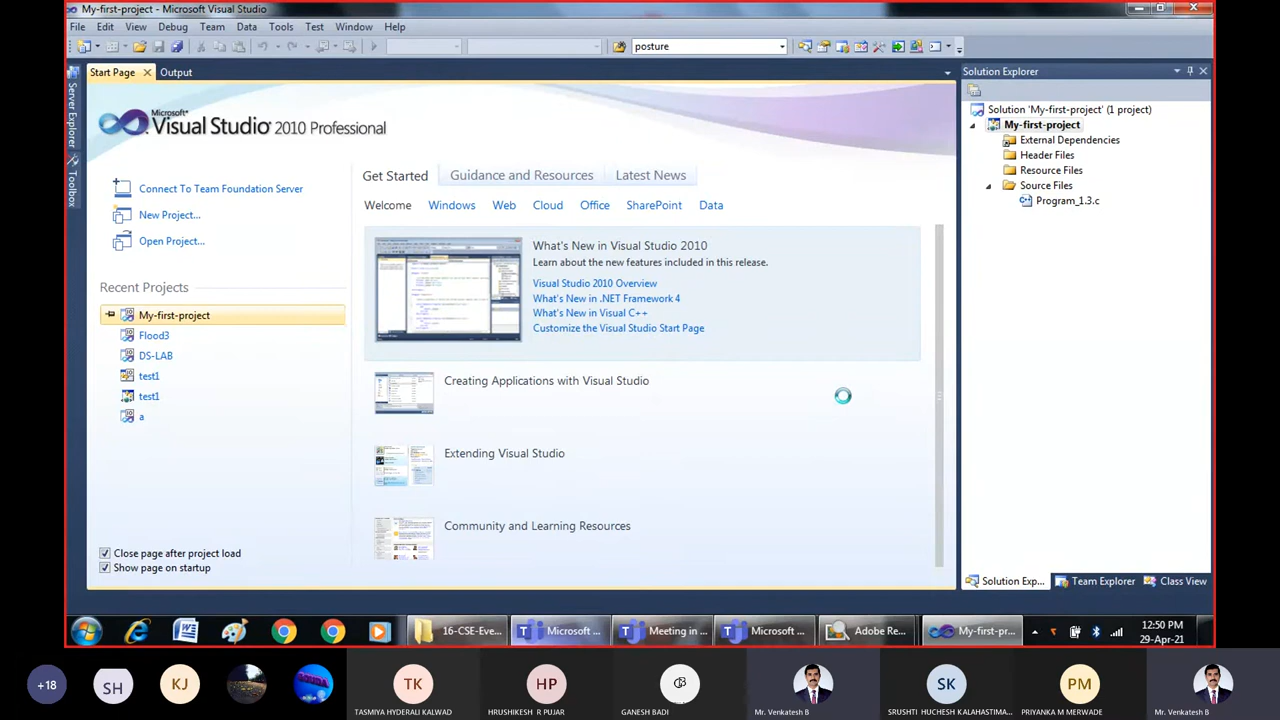 My-first-project - Microsoft Visual Studio
File Edit View Debug Team Data Tools Test Window Help
posture
Server Explorer
Toolbox
Start Page
Output
Microsoft®
Visual Studio® 2010 Professional
Connect To Team Foundation Server
New Project...
Open Project...
Recent Projects
My-first-project
Flood3
DS-LAB
test1
test1
a
Close page after project load
Show page on startup
Get Started Guidance and Resources Latest News
Welcome Windows Web Cloud Office SharePoint Data
What's New in Visual Studio 2010
Learn about the new features included in this release.
Visual Studio 2010 Overview
What's New in .NET Framework 4
What's New in Visual C++
Customize the Visual Studio Start Page
Creating Applications with Visual Studio
Extending Visual Studio
Community and Learning Resources
Solution Explorer
Solution 'My-first-project' (1 project)
My-first-project
External Dependencies
Header Files
Resource Files
Source Files
Program_1.3.c
Solution Exp... Team Explorer Class View
16-CSE-Eve... Microsoft ... Meeting in ... Microsoft ... Adobe Re... My-first-pr...
12:50 PM
29-Apr-21
+18 SH KJ TK HP SK PM
TASMIYA HYDERALI KALWAD HRUSHIKESH R PUJAR GANESH BADI Mr. Venkatesh B SRUSHTI HUCHESH KALAHASTIMA... PRIYANKA M MERWADE Mr. Venkatesh B